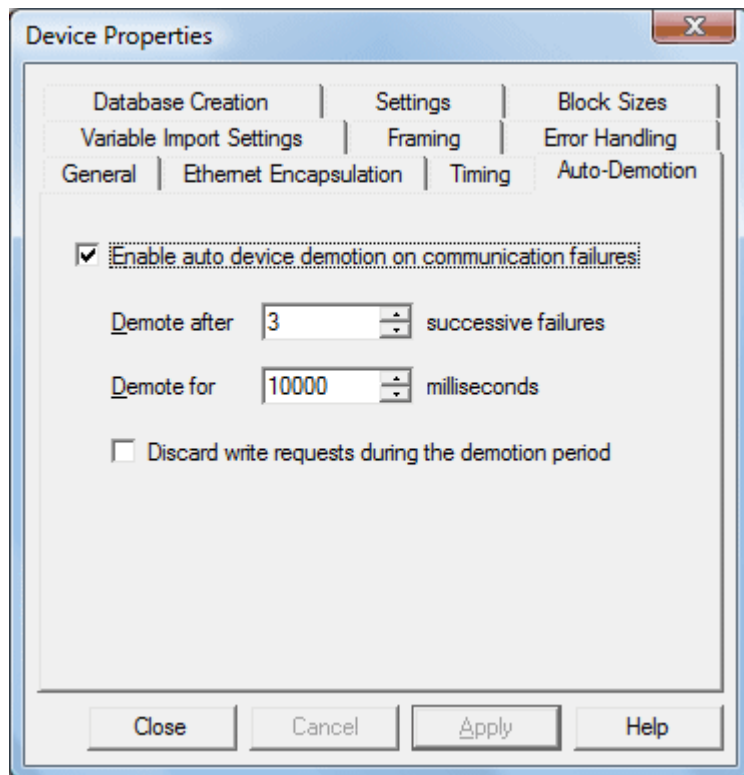 Device Properties
Database Creation Settings Block Sizes
Variable Import Settings Framing Error Handling
General Ethernet Encapsulation Timing Auto-Demotion
Enable auto device demotion on communication failures
Demote after 3 successive failures
Demote for 10000 milliseconds
Discard write requests during the demotion period
Close Cancel Apply Help